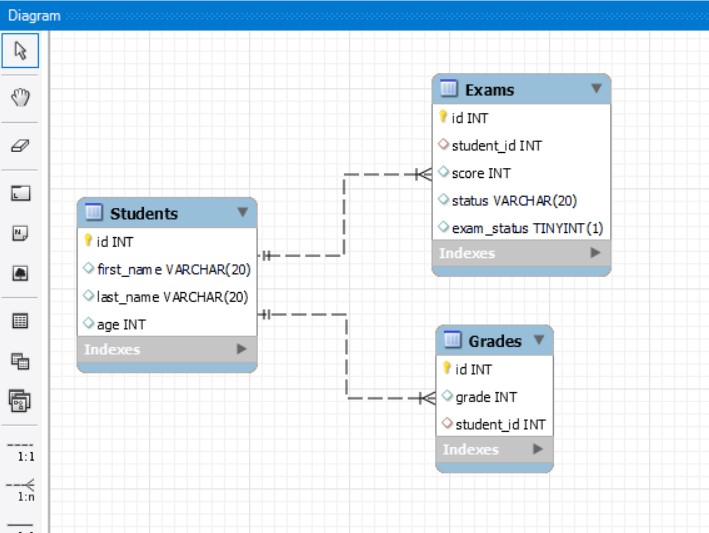 Diagram
Exams
id INT
student_id INT
score INT
status VARCHAR(20)
exam_status TINYINT(1)
Indexes
Students
id INT
first_name VARCHAR(20)
last_name VARCHAR(20)
age INT
Indexes
Grades
id INT
grade INT
student_id INT
Indexes
1:1
1:n